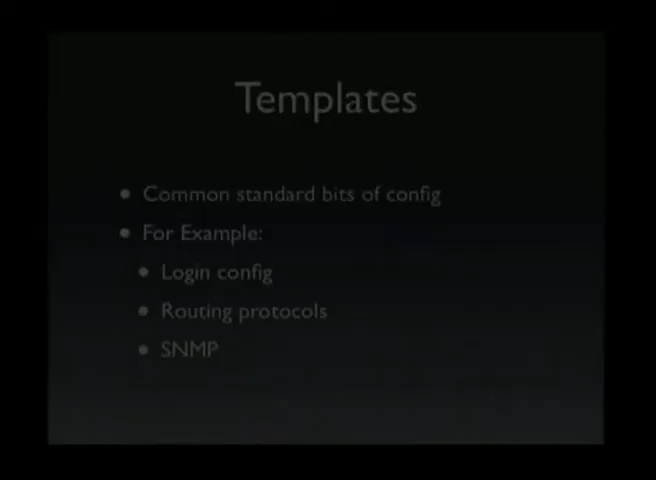 Templates
• Common standard bits of config
• For Example:
• Login config
• Routing protocols
• SNMP